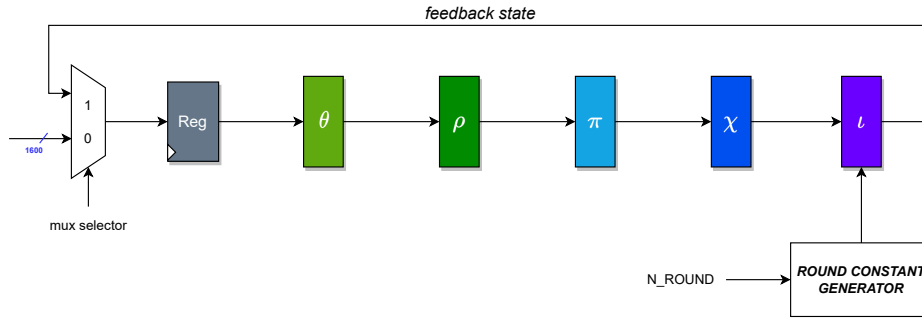 feedback state
1
0
1600
Reg
θ
ρ
π
χ
ι
mux selector
N_ROUND
ROUND CONSTANT
GENERATOR